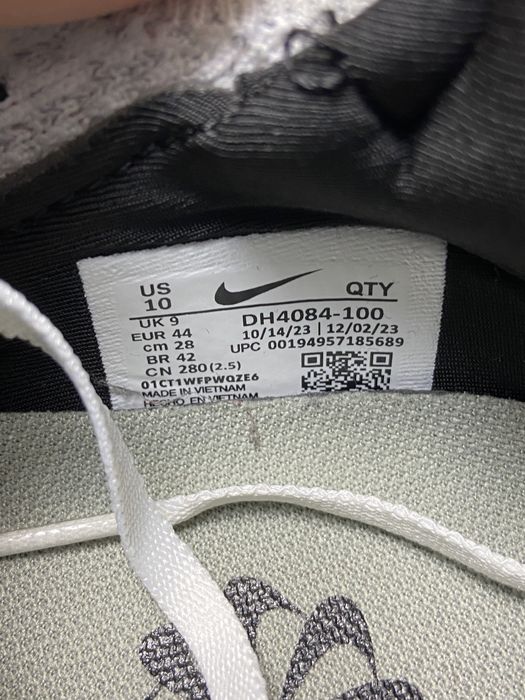 US
10
QTY
UK 9
EUR 44
cm 28
BR 42
CN 280(2.5)
DH4084-100
10/14/23 | 12/02/23
UPC 00194957185689
01CT1WFPWQZE6
MADE IN VIETNAM
HECHO EN VIETNAM